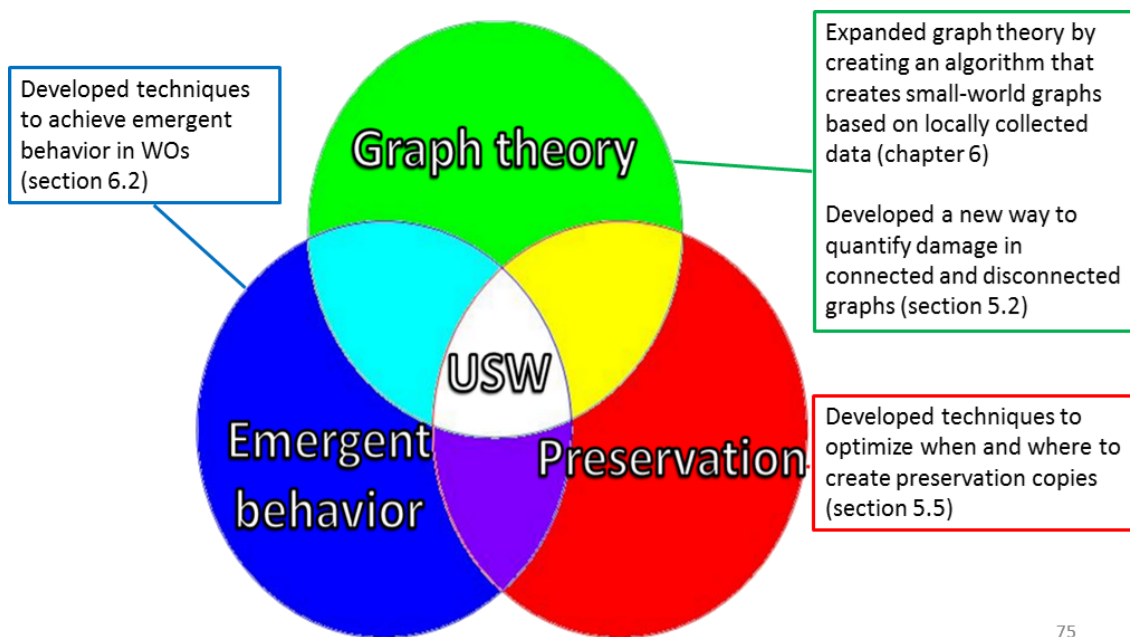 Developed techniques
to achieve emergent
behavior in WOs
(section 6.2)
Graph theory
Expanded graph theory by
creating an algorithm that
creates small-world graphs
based on locally collected
data (chapter 6)
Developed a new way to
quantify damage in
connected and disconnected
graphs (section 5.2)
USW
Emergent
behavior
Preservation
Developed techniques to
optimize when and where to
create preservation copies
(section 5.5)
75